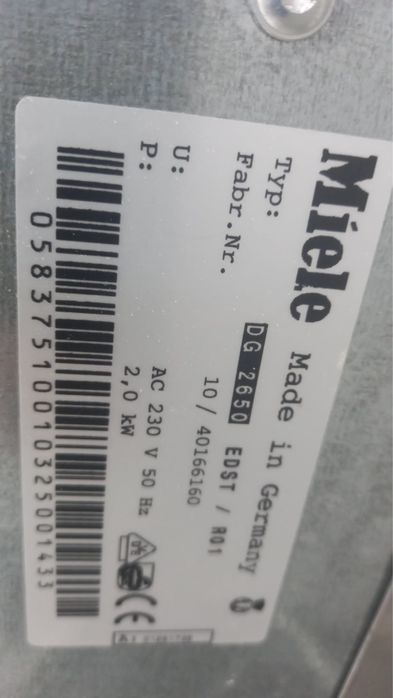 Miele Made in Germany
Typ: DG 2650 EDST / R01
Fabr.Nr. 10 / 40166160
U: AC 230 V 50 Hz
P: 2,0 kW
05837510010325001433